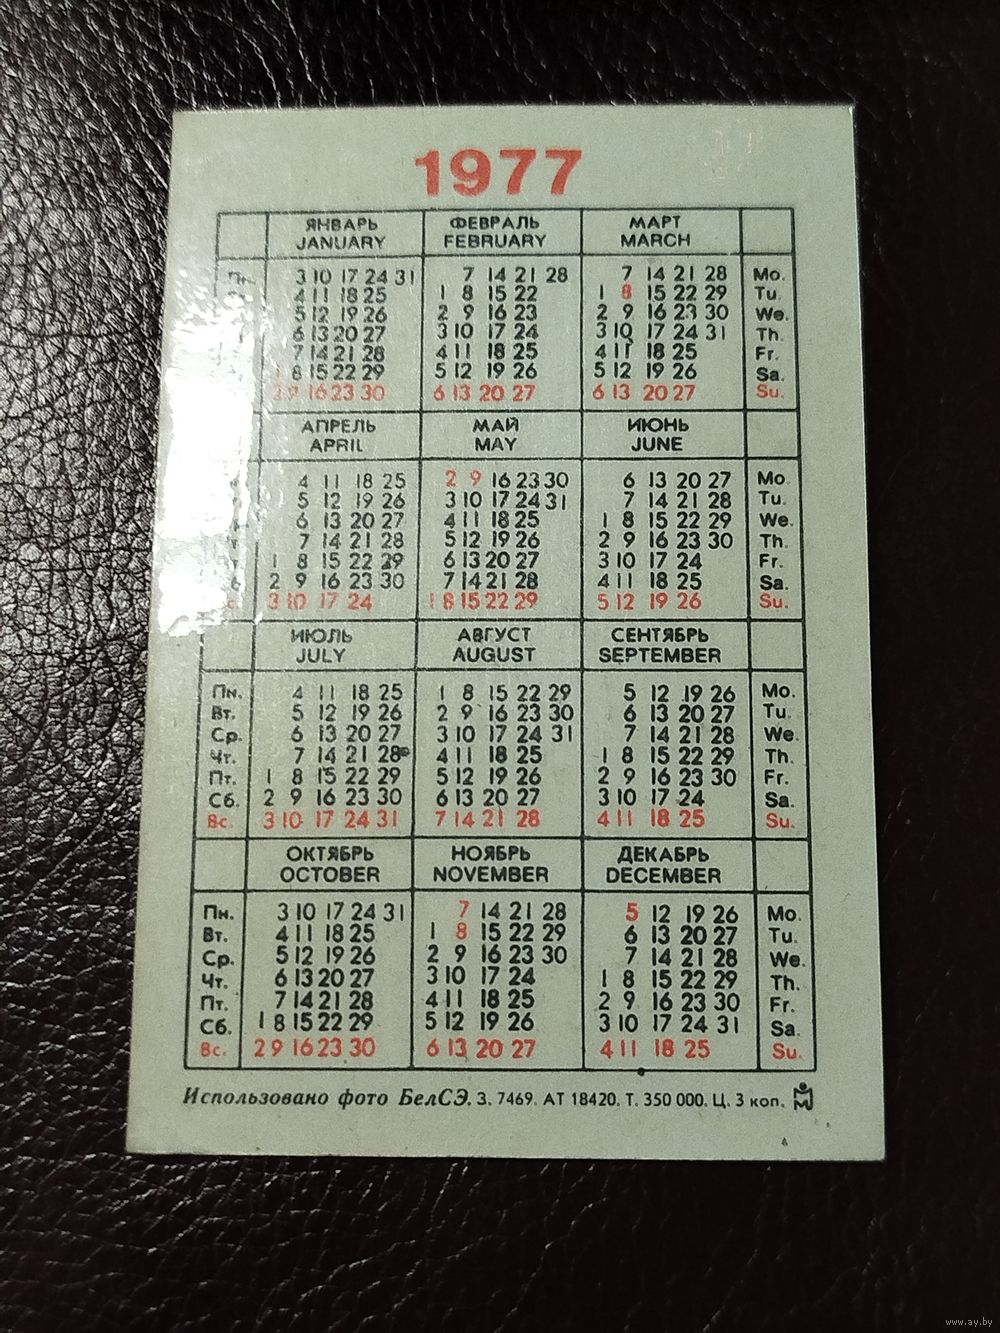 1977
ЯНВАРЬ ФЕВРАЛЬ МАРТ
JANUARY FEBRUARY MARCH
3 10 17 24 31 7 14 21 28 7 14 21 28 Mo.
4 11 18 25 1 8 15 22 1 8 15 22 29 Tu.
5 12 19 26 2 9 16 23 2 9 16 23 30 We.
6 13 20 27 3 10 17 24 3 10 17 24 31 Th.
7 14 21 28 4 11 18 25 4 11 18 25 Fr.
1 8 15 22 29 5 12 19 26 5 12 19 26 Sa.
2 9 16 23 30 6 13 20 27 6 13 20 27 Su.
АПРЕЛЬ МАЙ ИЮНЬ
APRIL MAY JUNE
4 11 18 25 2 9 16 23 30 6 13 20 27 Mo.
5 12 19 26 3 10 17 24 31 7 14 21 28 Tu.
6 13 20 27 4 11 18 25 1 8 15 22 29 We.
7 14 21 28 5 12 19 26 2 9 16 23 30 Th.
1 8 15 22 29 6 13 20 27 3 10 17 24 Fr.
2 9 16 23 30 7 14 21 28 4 11 18 25 Sa.
3 10 17 24 1 8 15 22 29 5 12 19 26 Su.
ИЮЛЬ АВГУСТ СЕНТЯБРЬ
JULY AUGUST SEPTEMBER
Пн. 4 11 18 25 1 8 15 22 29 5 12 19 26 Mo.
Вт. 5 12 19 26 2 9 16 23 30 6 13 20 27 Tu.
Ср. 6 13 20 27 3 10 17 24 31 7 14 21 28 We.
Чт. 7 14 21 28 4 11 18 25 1 8 15 22 29 Th.
Пт. 1 8 15 22 29 5 12 19 26 2 9 16 23 30 Fr.
Сб. 2 9 16 23 30 6 13 20 27 3 10 17 24 Sa.
Вс. 3 10 17 24 31 7 14 21 28 4 11 18 25 Su.
ОКТЯБРЬ НОЯБРЬ ДЕКАБРЬ
OCTOBER NOVEMBER DECEMBER
Пн. 3 10 17 24 31 7 14 21 28 5 12 19 26 Mo.
Вт. 4 11 18 25 1 8 15 22 29 6 13 20 27 Tu.
Ср. 5 12 19 26 2 9 16 23 30 7 14 21 28 We.
Чт. 6 13 20 27 3 10 17 24 1 8 15 22 29 Th.
Пт. 7 14 21 28 4 11 18 25 2 9 16 23 30 Fr.
Сб. 1 8 15 22 29 5 12 19 26 3 10 17 24 31 Sa.
Вс. 2 9 16 23 30 6 13 20 27 4 11 18 25 Su.
Использовано фото БелСЭ. З. 7469. АТ 18420. Т. 350 000. Ц. 3 коп.
www.ay.by